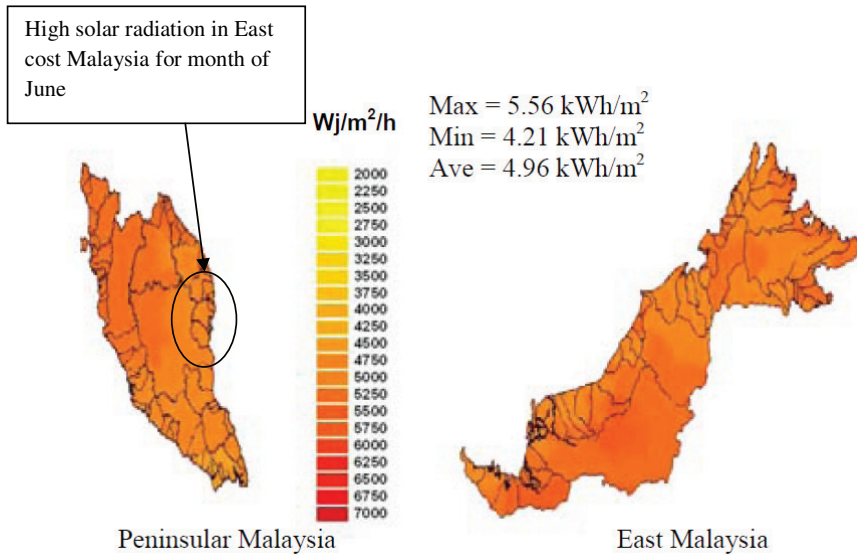 High solar radiation in East
cost Malaysia for month of
June
Wj/m²/h
Max = 5.56 kWh/m²
Min = 4.21 kWh/m²
Ave = 4.96 kWh/m²
2000
2250
2500
2750
3000
3250
3500
3750
4000
4250
4750
5000
5500
5750
6000
6250
6500
6750
7000
Peninsular Malaysia
East Malaysia